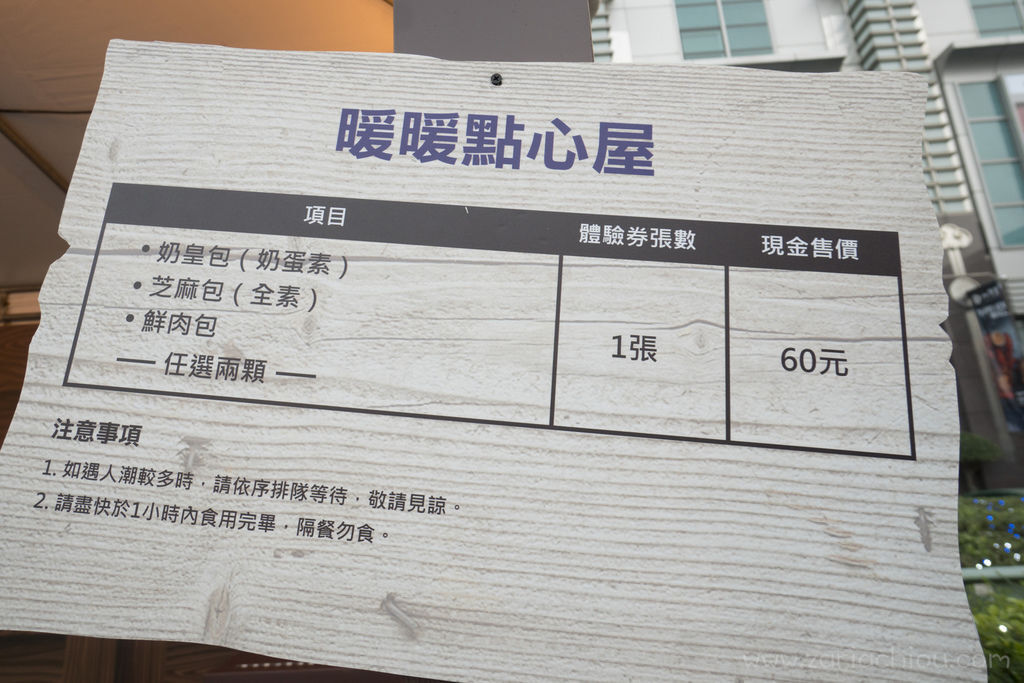 暖暖點心屋
項目 體驗券張數 現金售價
• 奶皇包（奶蛋素）
• 芝麻包（全素）
• 鮮肉包
— 任選兩顆 —
1張
60元
注意事項
1. 如遇人潮較多時，請依序排隊等待，敬請見諒。
2. 請盡快於1小時內食用完畢，隔餐勿食。